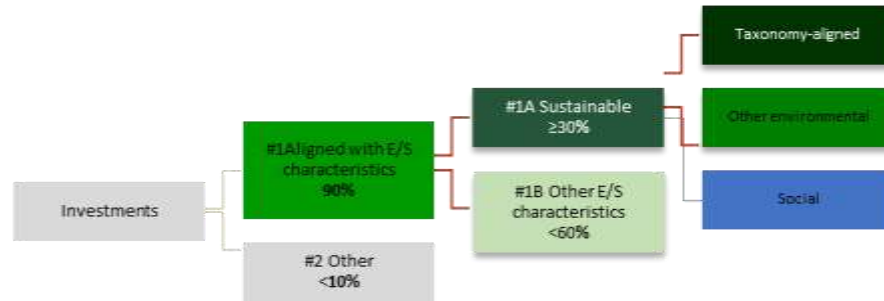 Taxonomy-aligned
#1A Sustainable
≥30%
Other environmental
#1Aligned with E/S
characteristics
90%
Investments
#1B Other E/S
characteristics
<60%
Social
#2 Other
<10%